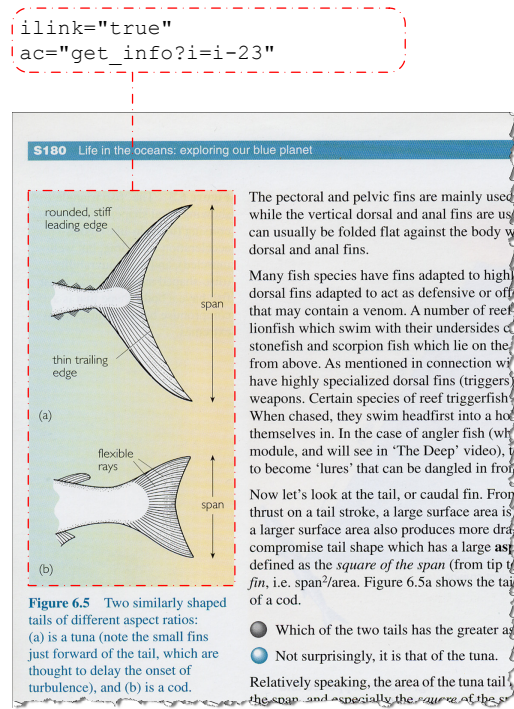 ilink="true"
ac="get_info?i=i-23"
S180 Life in the oceans: exploring our blue planet
rounded, stiff
leading edge
span
thin trailing
edge
(a)
flexible
rays
span
(b)
Figure 6.5 Two similarly shaped
tails of different aspect ratios:
(a) is a tuna (note the small fins
just forward of the tail, which are
thought to delay the onset of
turbulence), and (b) is a cod.
The pectoral and pelvic fins are mainly used
while the vertical dorsal and anal fins are
can usually be folded flat against the body
dorsal and anal fins.
Many fish species have fins adapted to high
dorsal fins adapted to act as defensive or
that may contain a venom. A number of reef
lionfish which swim with their undersides
stonefish and scorpion fish which lie on the
from above. As mentioned in connection
have highly specialized dorsal fins (triggers)
weapons. Certain species of reef triggerfish
When chased, they swim headfirst into a
themselves in. In the case of angler fish
module, and will see in 'The Deep' video),
to become 'lures' that can be dangled in
Now let's look at the tail, or caudal fin.
thrust on a tail stroke, a large surface area is
a larger surface area also produces more
compromise tail shape which has a large
defined as the square of the span (from tip
fin, i.e. span²/area. Figure 6.5a shows the
of a cod.
Which of the two tails has the greater
Not surprisingly, it is that of the tuna.
Relatively speaking, the area of the tuna tail
the span, and especially the square of the